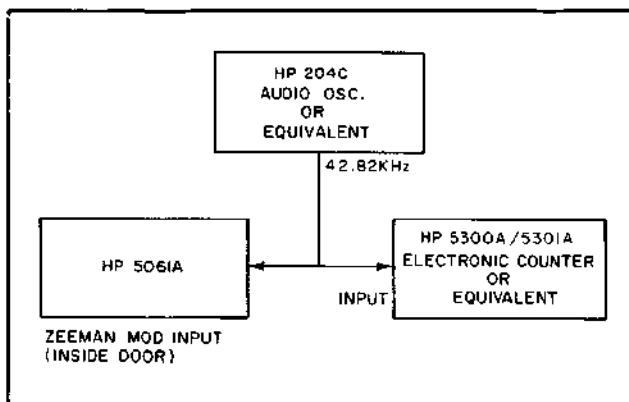 HP 204C
AUDIO OSC.
OR
EQUIVALENT
42.82KHz
HP 5061A
HP 5300A/5301A
ELECTRONIC COUNTER
OR
EQUIVALENT
INPUT
ZEEMAN MOD INPUT
(INSIDE DOOR)